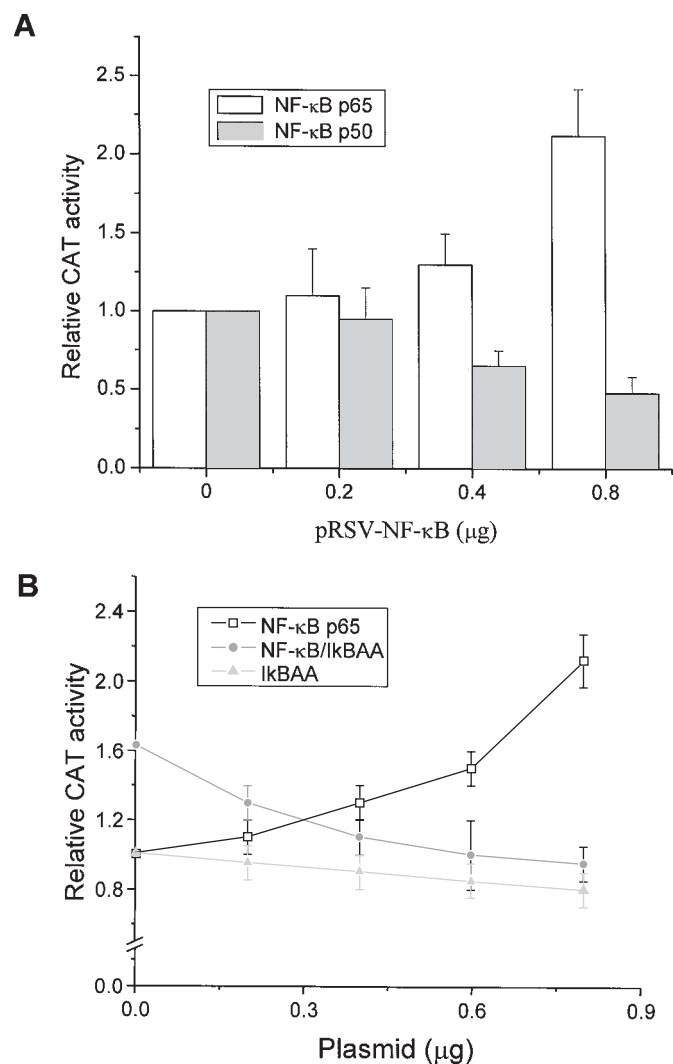 A
Relative CAT activity
2.5
2.0
1.5
1.0
0.5
0.0
NF-κB p65
NF-κB p50
0 0.2 0.4 0.8
pRSV-NF-κB (μg)
B
Relative CAT activity
2.4
2.0
1.6
1.2
0.8
0.0
NF-κB p65
NF-κB/IkBAA
IkBAA
0.0 0.3 0.6 0.9
Plasmid (μg)